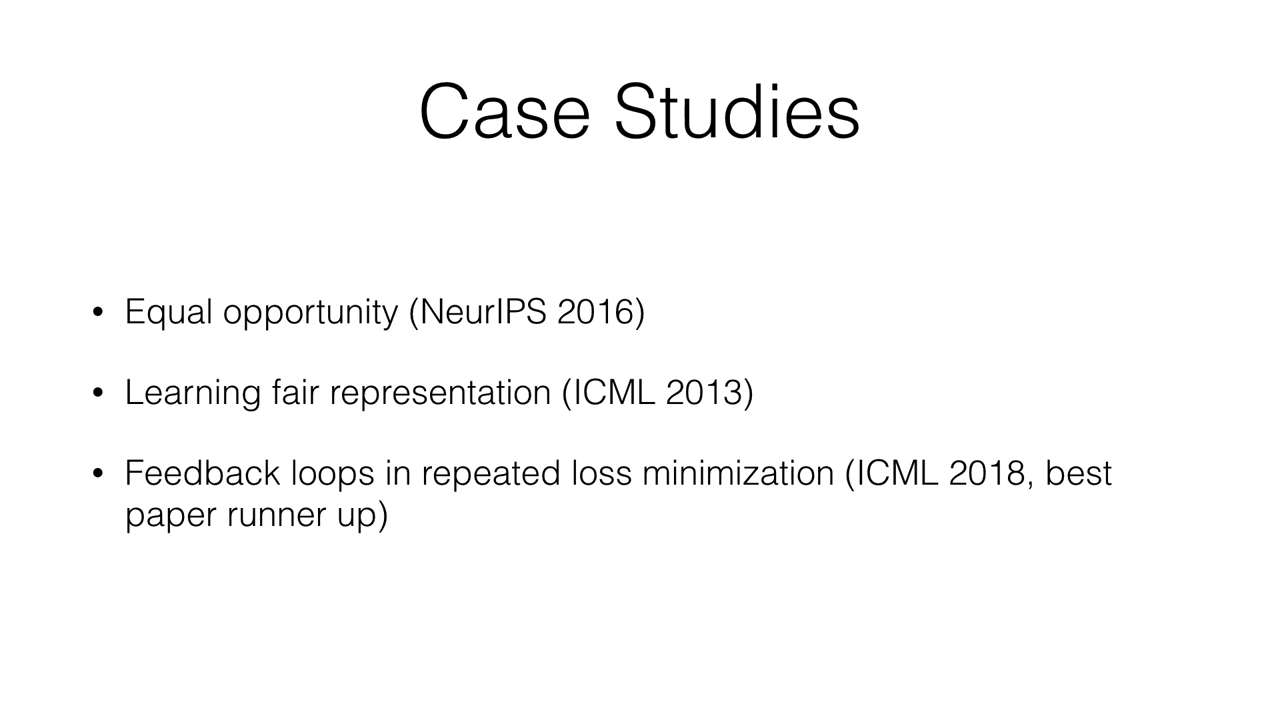 Case Studies
• Equal opportunity (NeurIPS 2016)
• Learning fair representation (ICML 2013)
• Feedback loops in repeated loss minimization (ICML 2018, best
paper runner up)